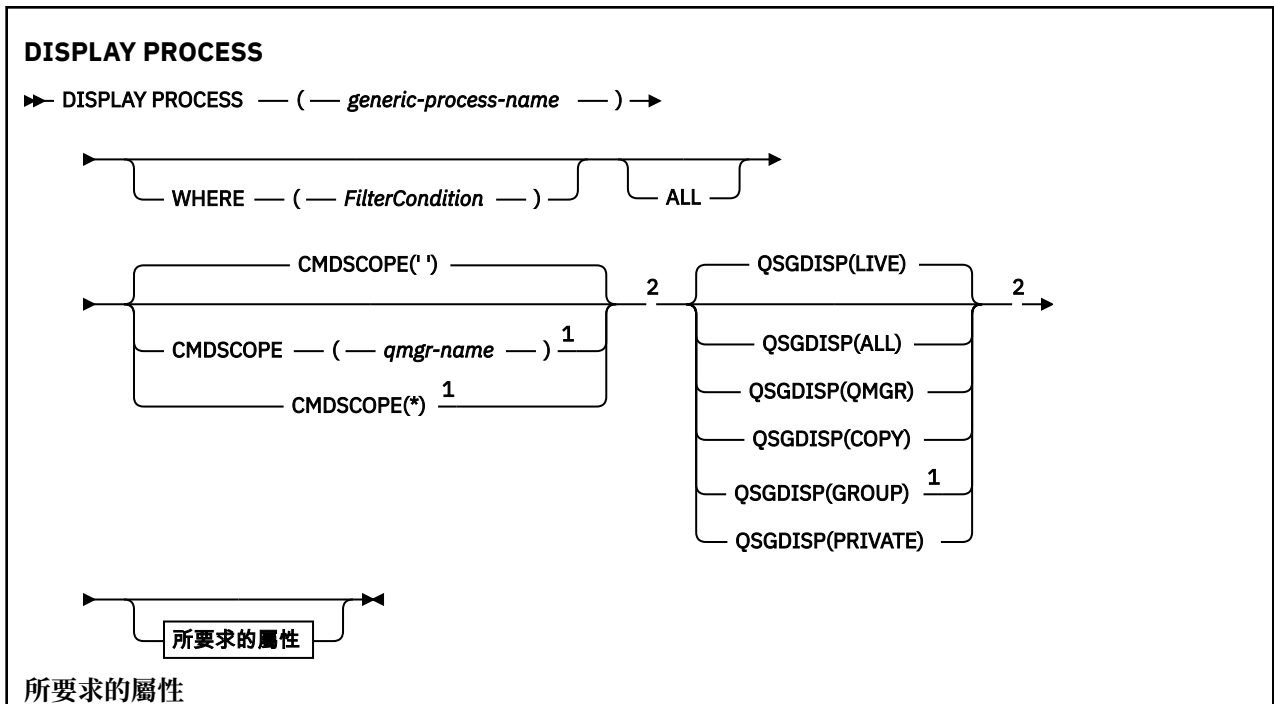 DISPLAY PROCESS
DISPLAY PROCESS ( generic-process-name )
WHERE ( FilterCondition ) ALL
CMDSCOPE(' ') QSGDISP(LIVE)
2 2
CMDSCOPE ( qmgr-name ) 1 QSGDISP(ALL)
CMDSCOPE(*) 1 QSGDISP(QMGR)
QSGDISP(COPY)
QSGDISP(GROUP) 1
QSGDISP(PRIVATE)
所要求的屬性
所要求的屬性